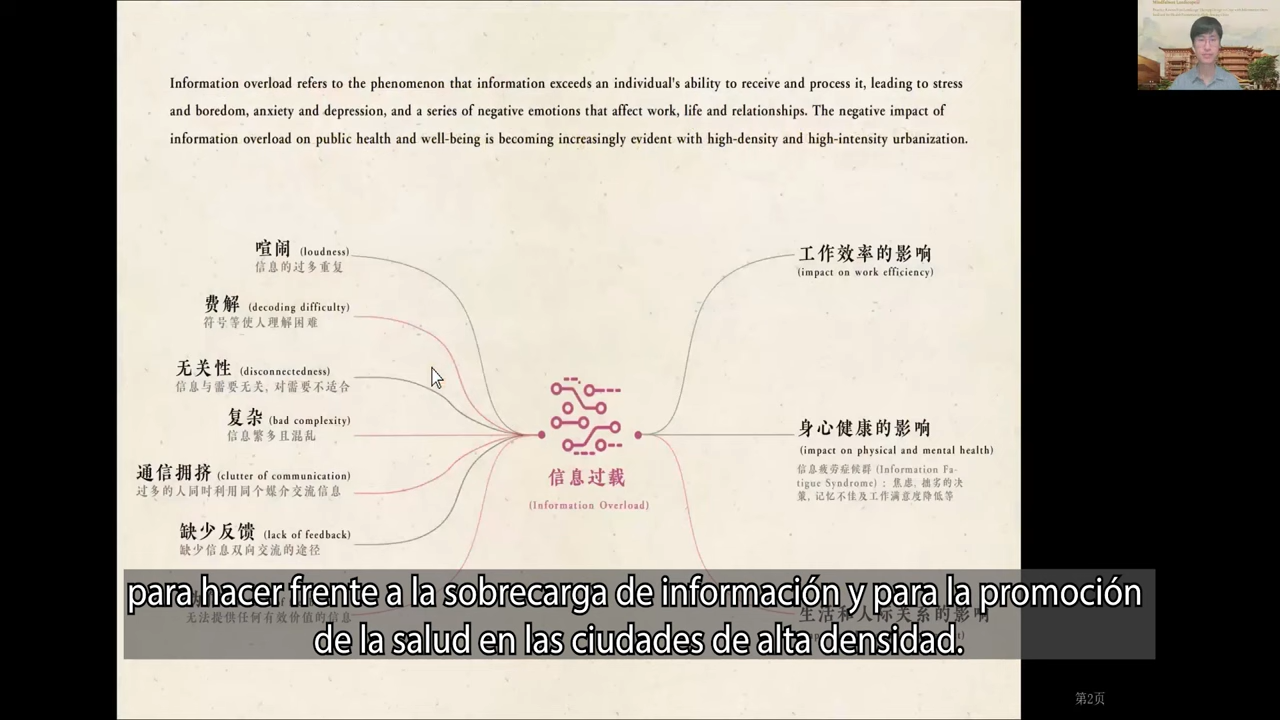 Information overload refers to the phenomenon that information exceeds an individual's ability to receive and process it, leading to stress
and boredom, anxiety and depression, and a series of negative emotions that affect work, life and relationships. The negative impact of
information overload on public health and well-being is becoming increasingly evident with high-density and high-intensity urbanization.
喧闹 (loudness)
信息的过多重复
费解 (decoding difficulty)
符号等使人理解困难
无关性 (disconnectedness)
信息与需要无关, 对需要不适合
复杂 (bad complexity)
信息繁多且混乱
通信拥挤 (clutter of communication)
过多的人同时利用同个媒介交流信息
缺少反馈 (lack of feedback)
缺少信息双向交流的途径
无法提供任何有效价值的信息
信息过载
(Information Overload)
工作效率的影响
(impact on work efficiency)
身心健康的影响
(impact on physical and mental health)
信息疲劳症候群 (Information Fa-
tigue Syndrome) ; 焦虑, 拙劣的决
策, 记忆不佳及工作满意度降低等
生活和人际关系的影响
para hacer frente a la sobrecarga de información y para la promoción
de la salud en las ciudades de alta densidad.
第2页